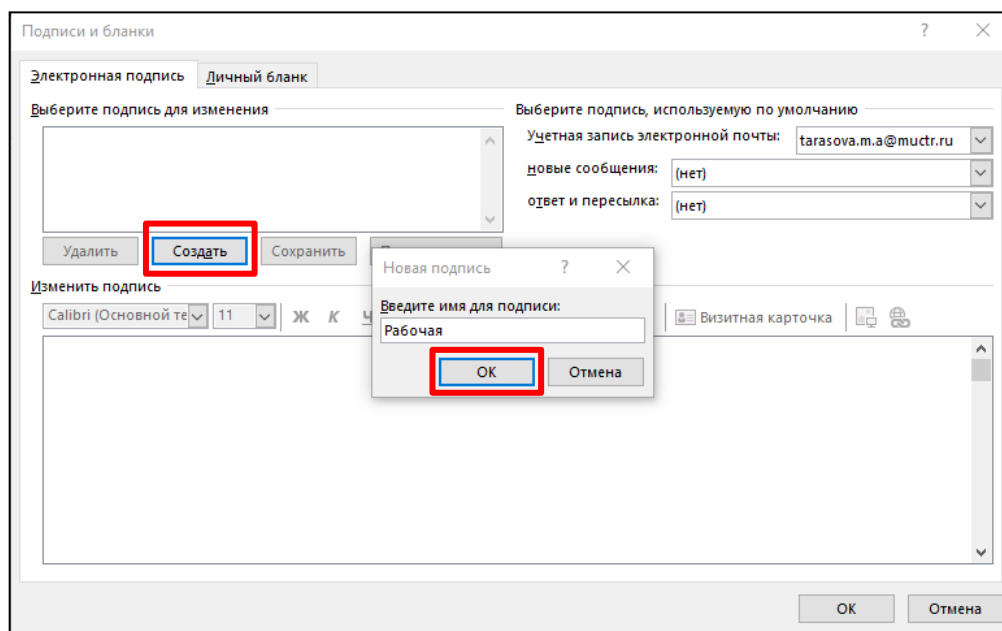 Подписи и бланки
Электронная подпись Личный бланк
Выберите подпись для изменения Выберите подпись, используемую по умолчанию
Учетная запись электронной почты: tarasova.m.a@muctr.ru
новые сообщения: (нет)
ответ и пересылка: (нет)
Удалить Создать Сохранить
Новая подпись ?
Изменить подпись
Введите имя для подписи:
Calibri (Основной те 11 Ж К Ч Визитная карточка
Рабочая
ОК Отмена
ОК Отмена